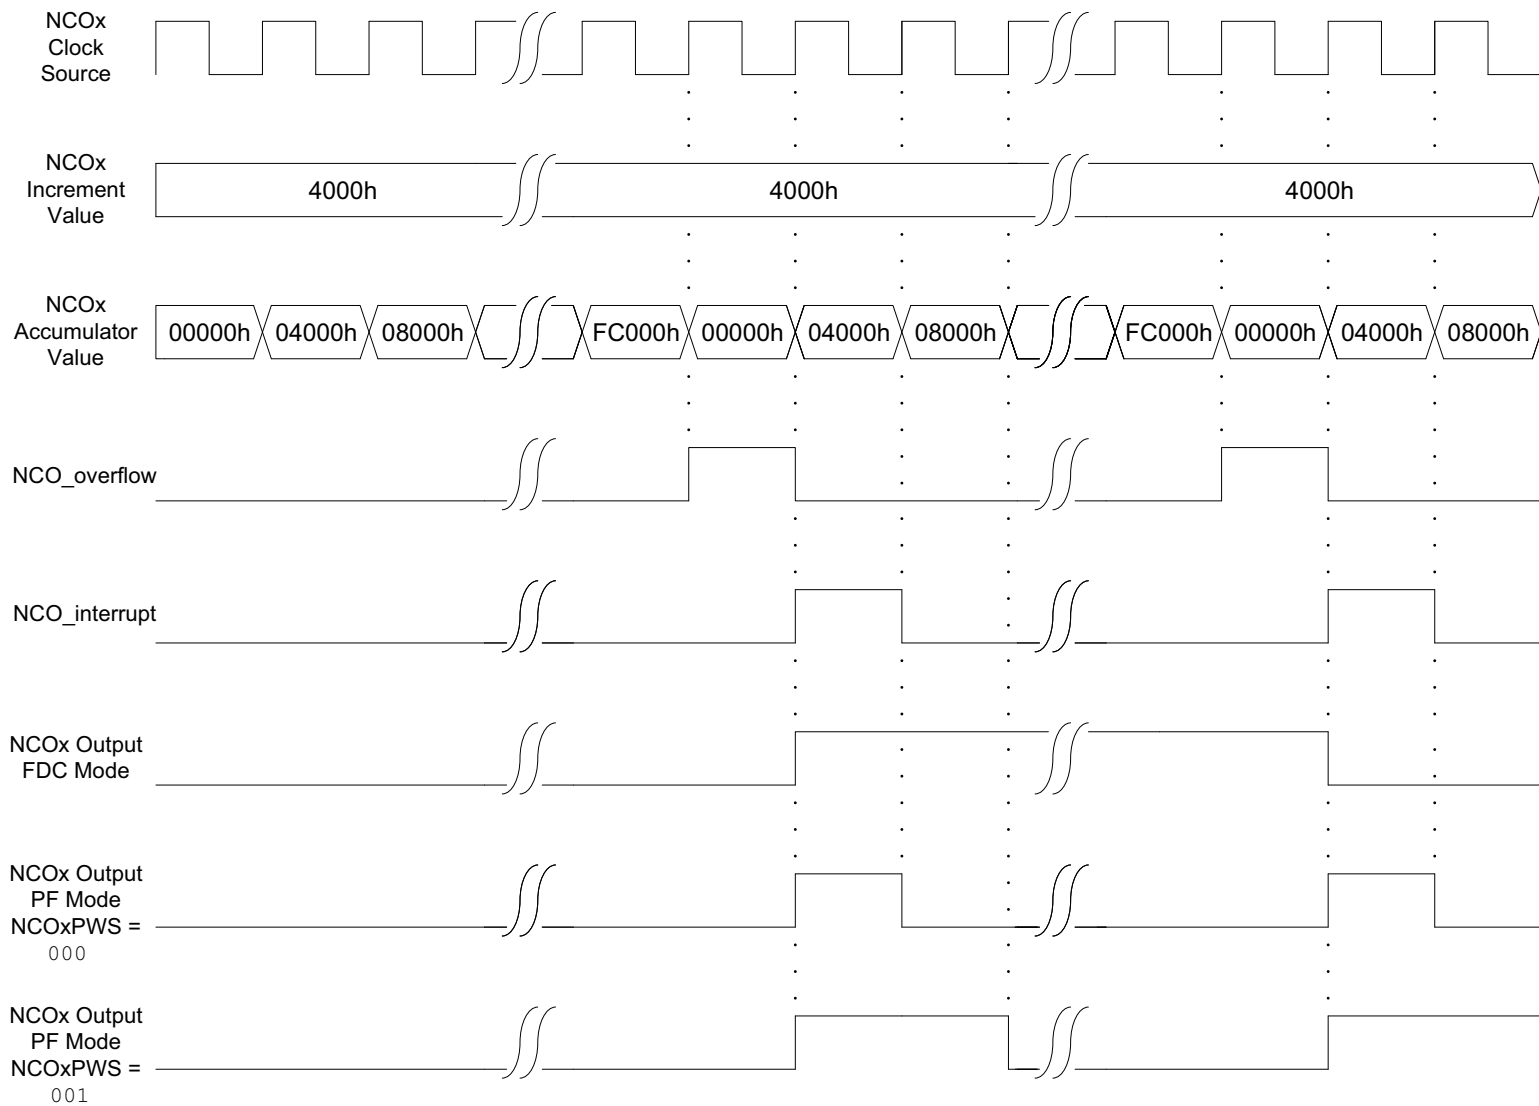 NCOx
Clock
Source
NCOx
Increment
Value
4000h
4000h
4000h
NCOx
Accumulator
Value
00000h 04000h 08000h FC000h 00000h 04000h 08000h FC000h 00000h 04000h 08000h
NCO_overflow
NCO_interrupt
NCOx Output
FDC Mode
NCOx Output
PF Mode
NCOxPWS =
000
NCOx Output
PF Mode
NCOxPWS =
001